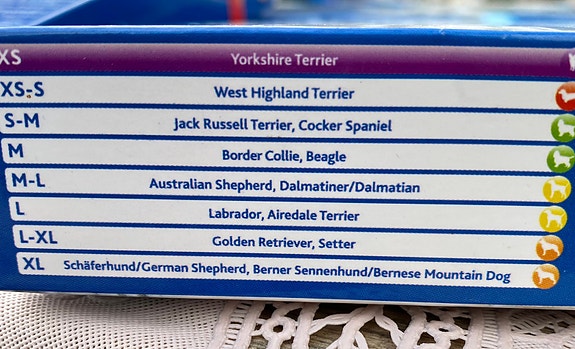 XS Yorkshire Terrier
XS-S West Highland Terrier
S-M Jack Russell Terrier, Cocker Spaniel
M Border Collie, Beagle
M-L Australian Shepherd, Dalmatiner/Dalmatian
L Labrador, Airedale Terrier
L-XL Golden Retriever, Setter
XL Schäferhund/German Shepherd, Berner Sennenhund/Bernese Mountain Dog